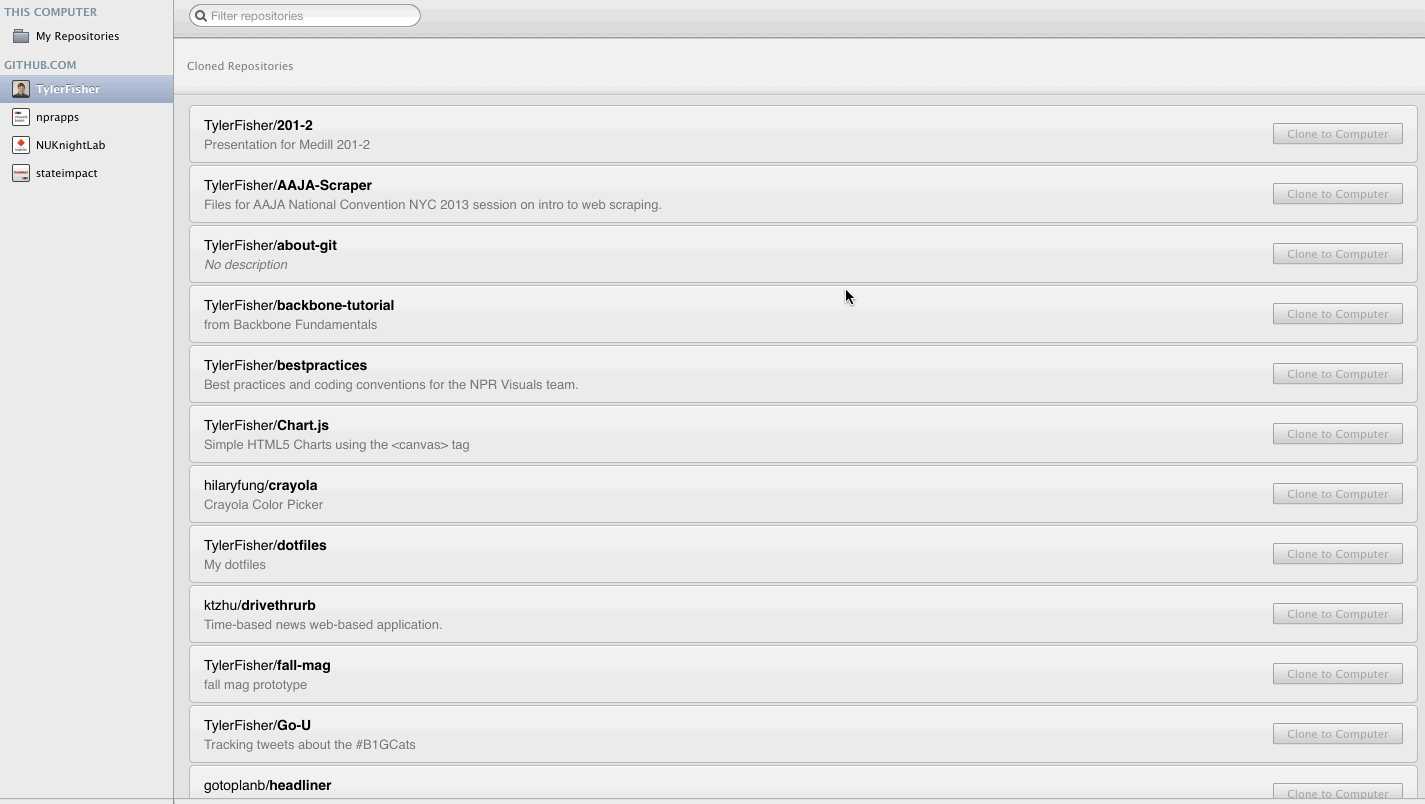 THIS COMPUTER
My Repositories
GITHUB.COM
TylerFisher
nprapps
NUKnightLab
stateimpact
Filter repositories
Cloned Repositories
TylerFisher/201-2
Presentation for Medill 201-2
Clone to Computer
TylerFisher/AAJA-Scraper
Files for AAJA National Convention NYC 2013 session on intro to web scraping.
Clone to Computer
TylerFisher/about-git
No description
Clone to Computer
TylerFisher/backbone-tutorial
from Backbone Fundamentals
Clone to Computer
TylerFisher/bestpractices
Best practices and coding conventions for the NPR Visuals team.
Clone to Computer
TylerFisher/Chart.js
Simple HTML5 Charts using the <canvas> tag
Clone to Computer
hilaryfung/crayola
Crayola Color Picker
Clone to Computer
TylerFisher/dotfiles
My dotfiles
Clone to Computer
ktzhu/drivethrurb
Time-based news web-based application.
Clone to Computer
TylerFisher/fall-mag
fall mag prototype
Clone to Computer
TylerFisher/Go-U
Tracking tweets about the #B1GCats
Clone to Computer
gotoplanb/headliner
Clone to Computer